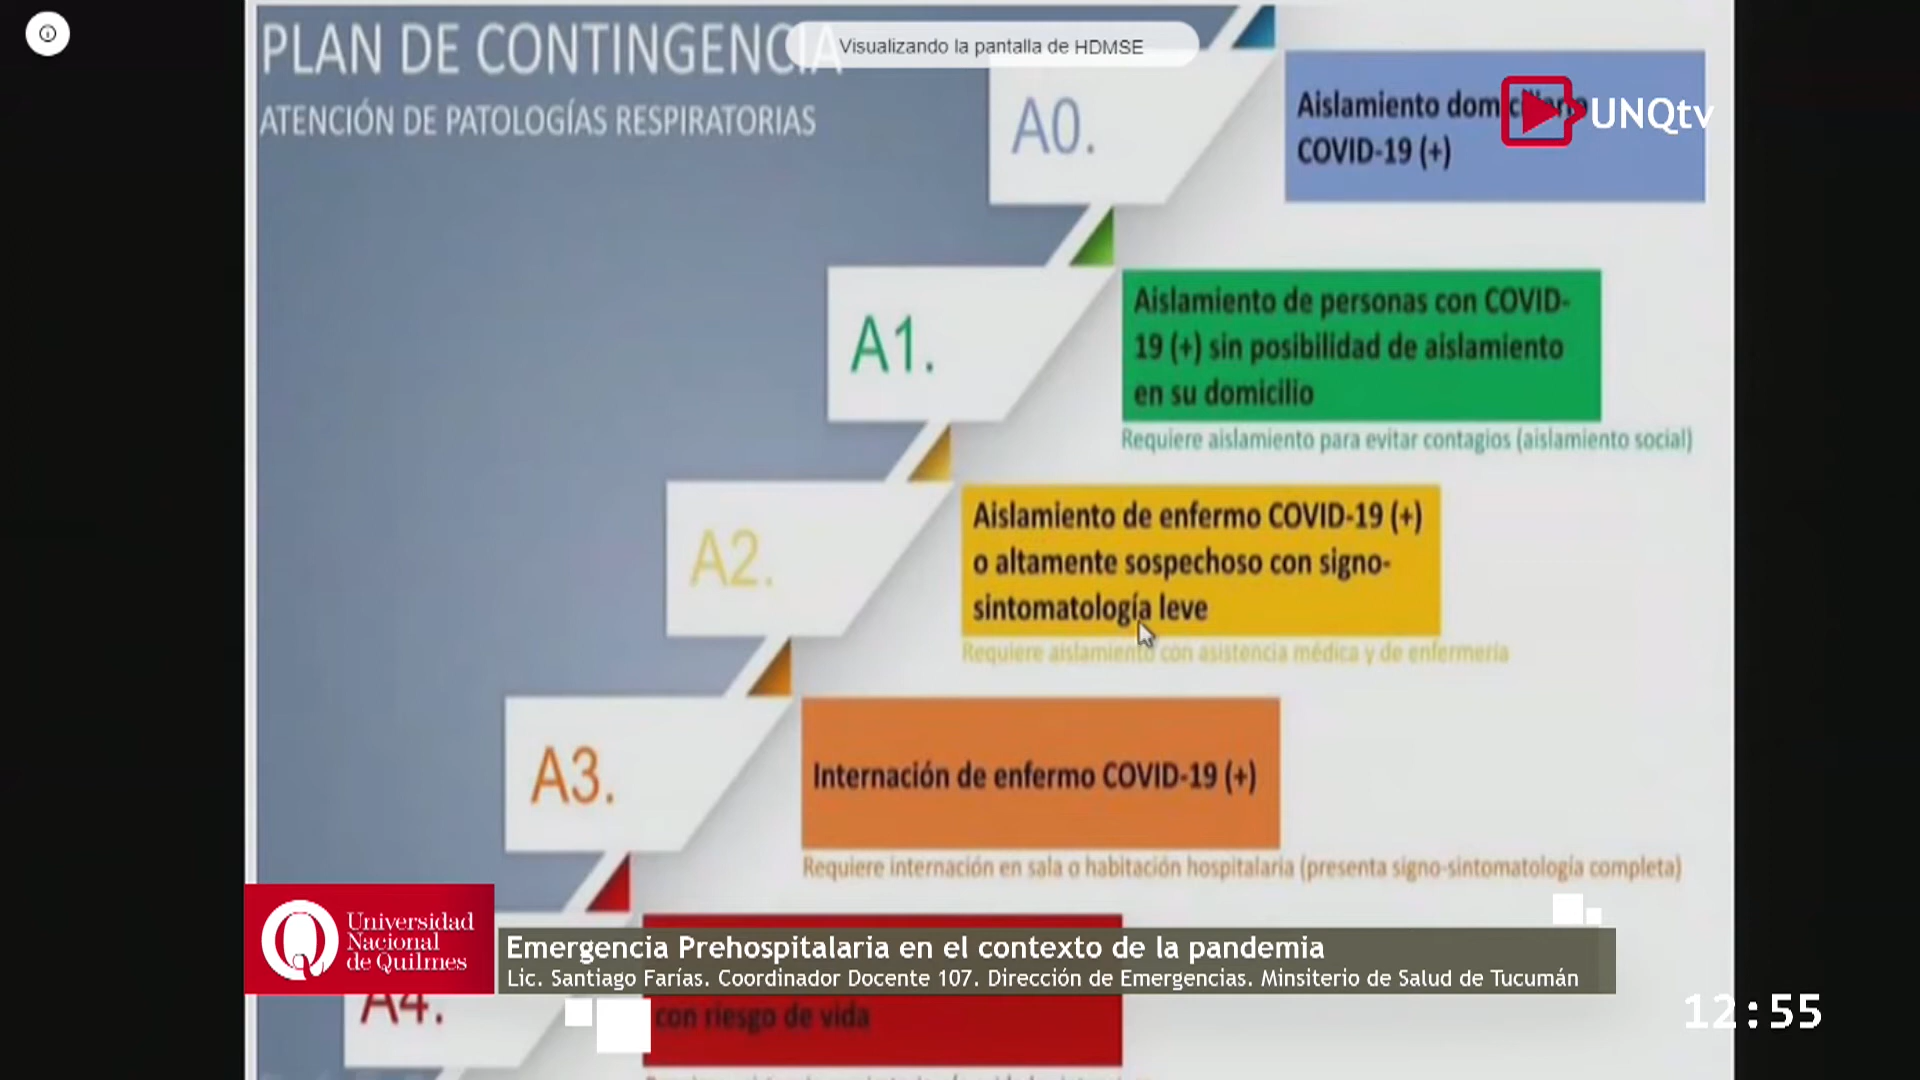 PLAN DE CONTINGENCIA
Visualizando la pantalla de HDMSE
ATENCIÓN DE PATOLOGÍAS RESPIRATORIAS
A0.
Aislamiento domiciliario
COVID-19 (+)
UNQtv
A1.
Aislamiento de personas con COVID-
19 (+) sin posibilidad de aislamiento
en su domicilio
Requiere aislamiento para evitar contagios (aislamiento social)
A2.
Aislamiento de enfermo COVID-19 (+)
o altamente sospechoso con signo-
sintomatología leve
Requiere aislamiento con asistencia médica y de enfermería
A3.
Internación de enfermo COVID-19 (+)
Requiere internación en sala o habitación hospitalaria (presenta signo-sintomatología completa)
Universidad
Nacional
de Quilmes
Emergencia Prehospitalaria en el contexto de la pandemia
Lic. Santiago Farías. Coordinador Docente 107. Dirección de Emergencias. Minsiterio de Salud de Tucumán
A4.
con riesgo de vida
12:55